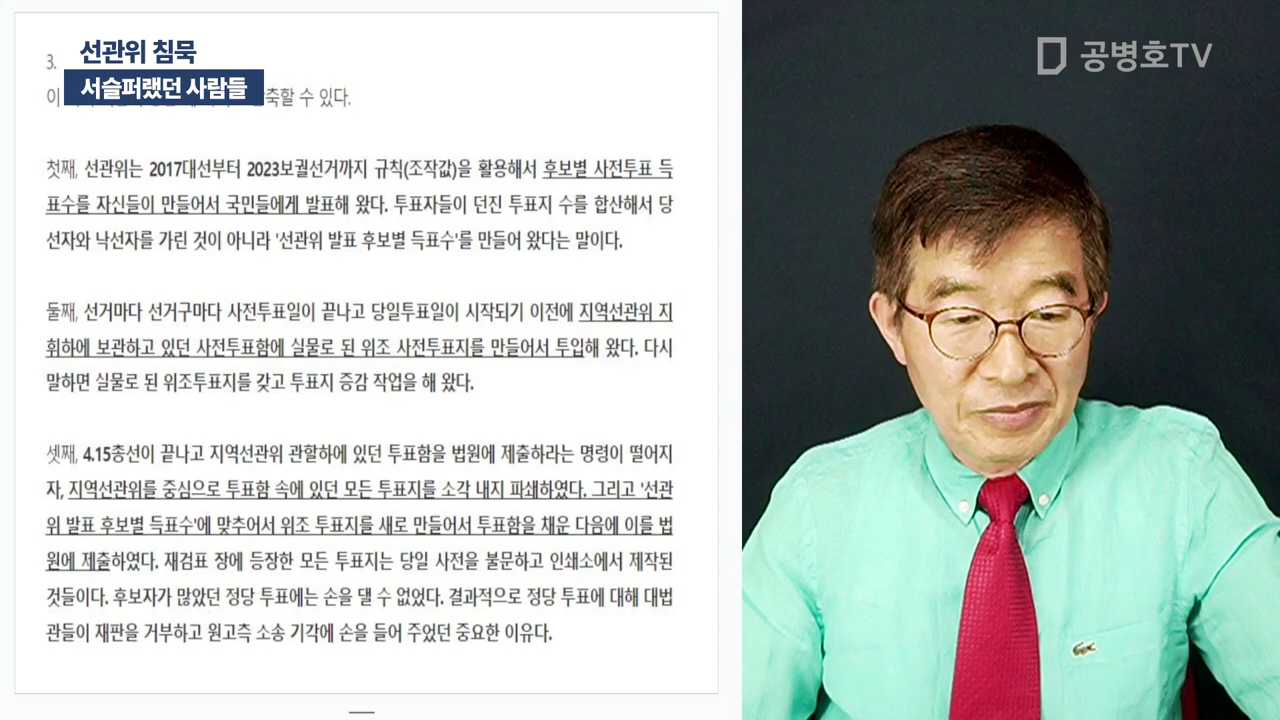 선관위 침묵
서슬퍼랬던 사람들
공병호TV
3.
이 축할 수 있다.
첫째, 선관위는 2017대선부터 2023보궐선거까지 규칙(조작값)을 활용해서 후보별 사전투표 득
표수를 자신들이 만들어서 국민들에게 발표해 왔다. 투표자들이 던진 투표지 수를 합산해서 당
선자와 낙선자를 가린 것이 아니라 '선관위 발표 후보별 득표수'를 만들어 왔다는 말이다.
둘째, 선거마다 선거구마다 사전투표일이 끝나고 당일투표일이 시작되기 이전에 지역선관위 지
휘하에 보관하고 있던 사전투표함에 실물로 된 위조 사전투표지를 만들어서 투입해 왔다. 다시
말하면 실물로 된 위조투표지를 갖고 투표지 증감 작업을 해 왔다.
셋째, 4.15총선이 끝나고 지역선관위 관할하에 있던 투표함을 법원에 제출하라는 명령이 떨어지
자, 지역선관위를 중심으로 투표함 속에 있던 모든 투표지를 소각 내지 파쇄하였다. 그리고 '선관
위 발표 후보별 득표수'에 맞추어서 위조 투표지를 새로 만들어서 투표함을 채운 다음에 이를 법
원에 제출하였다. 재검표 장에 등장한 모든 투표지는 당일 사전을 불문하고 인쇄소에서 제작된
것들이다. 후보자가 많았던 정당 투표에는 손을 댈 수 없었다. 결과적으로 정당 투표에 대해 대법
관들이 재판을 거부하고 원고측 소송 기각에 손을 들어 주었던 중요한 이유다.